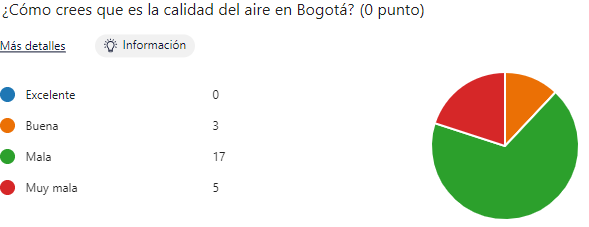 ¿Cómo crees que es la calidad del aire en Bogotá? (0 punto)
Más detalles Información
Excelente 0
Buena 3
Mala 17
Muy mala 5